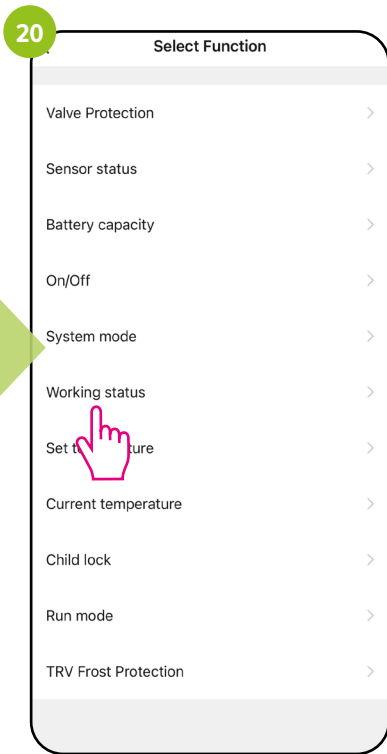 20
Select Function
Valve Protection
Sensor status
Battery capacity
On/Off
System mode
Working status
Set
Current temperature
Child lock
Run mode
TRV Frost Protection